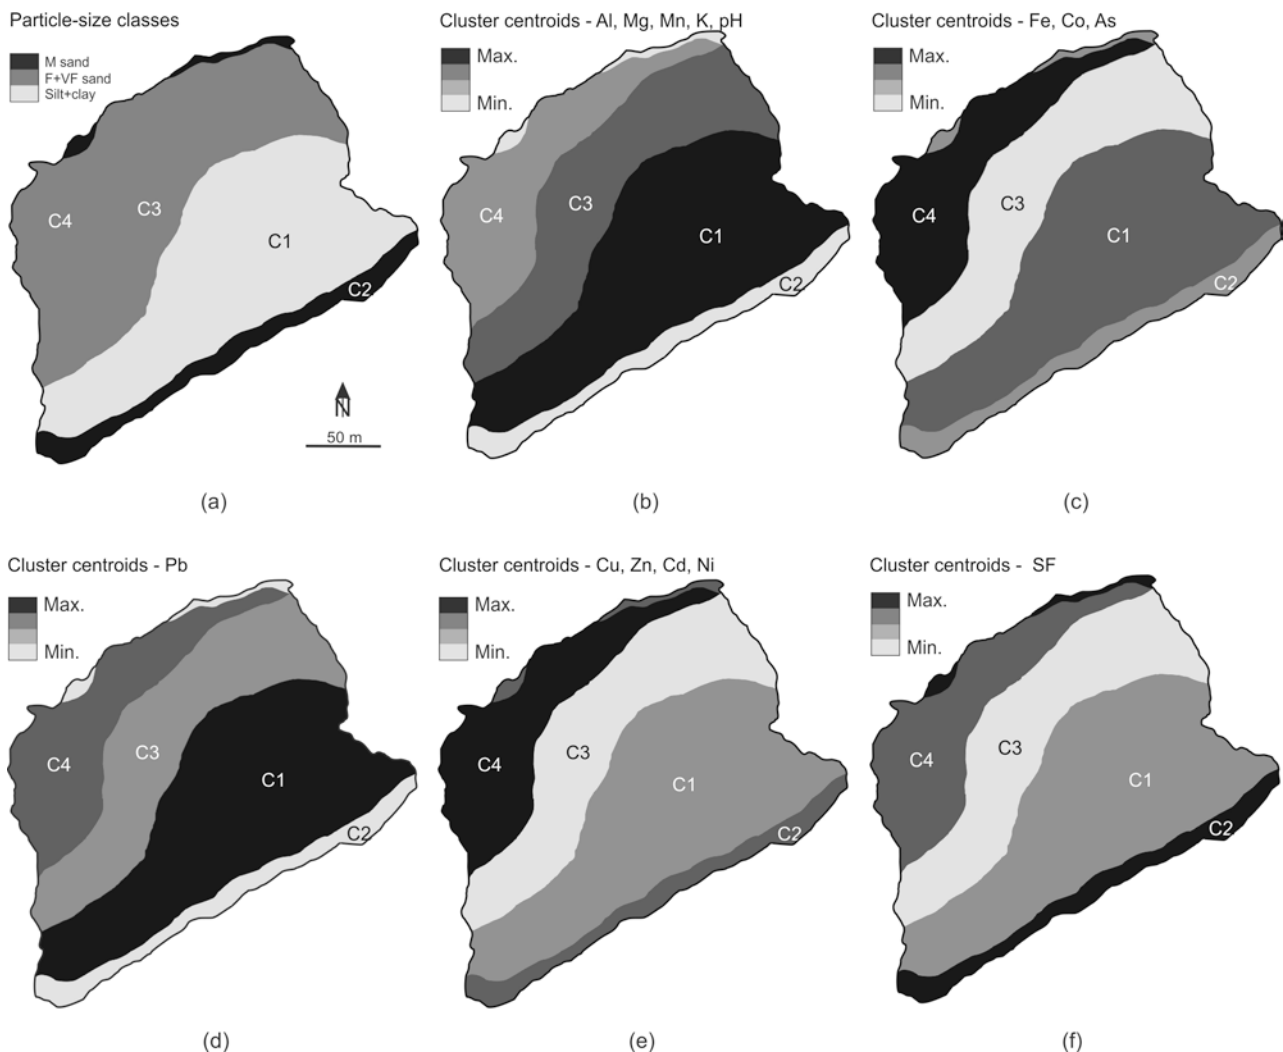 Particle-size classes
M sand
F+VF sand
Silt+clay
C4
C3
C1
C2
N
50 m
(a)
Cluster centroids - Al, Mg, Mn, K, pH
Max.
Min.
C4
C3
C1
C2
(b)
Cluster centroids - Fe, Co, As
Max.
Min.
C4
C3
C1
C2
(c)
Cluster centroids - Pb
Max.
Min.
C4
C3
C1
C2
(d)
Cluster centroids - Cu, Zn, Cd, Ni
Max.
Min.
C4
C3
C1
C2
(e)
Cluster centroids - SF
Max.
Min.
C4
C3
C1
C2
(f)